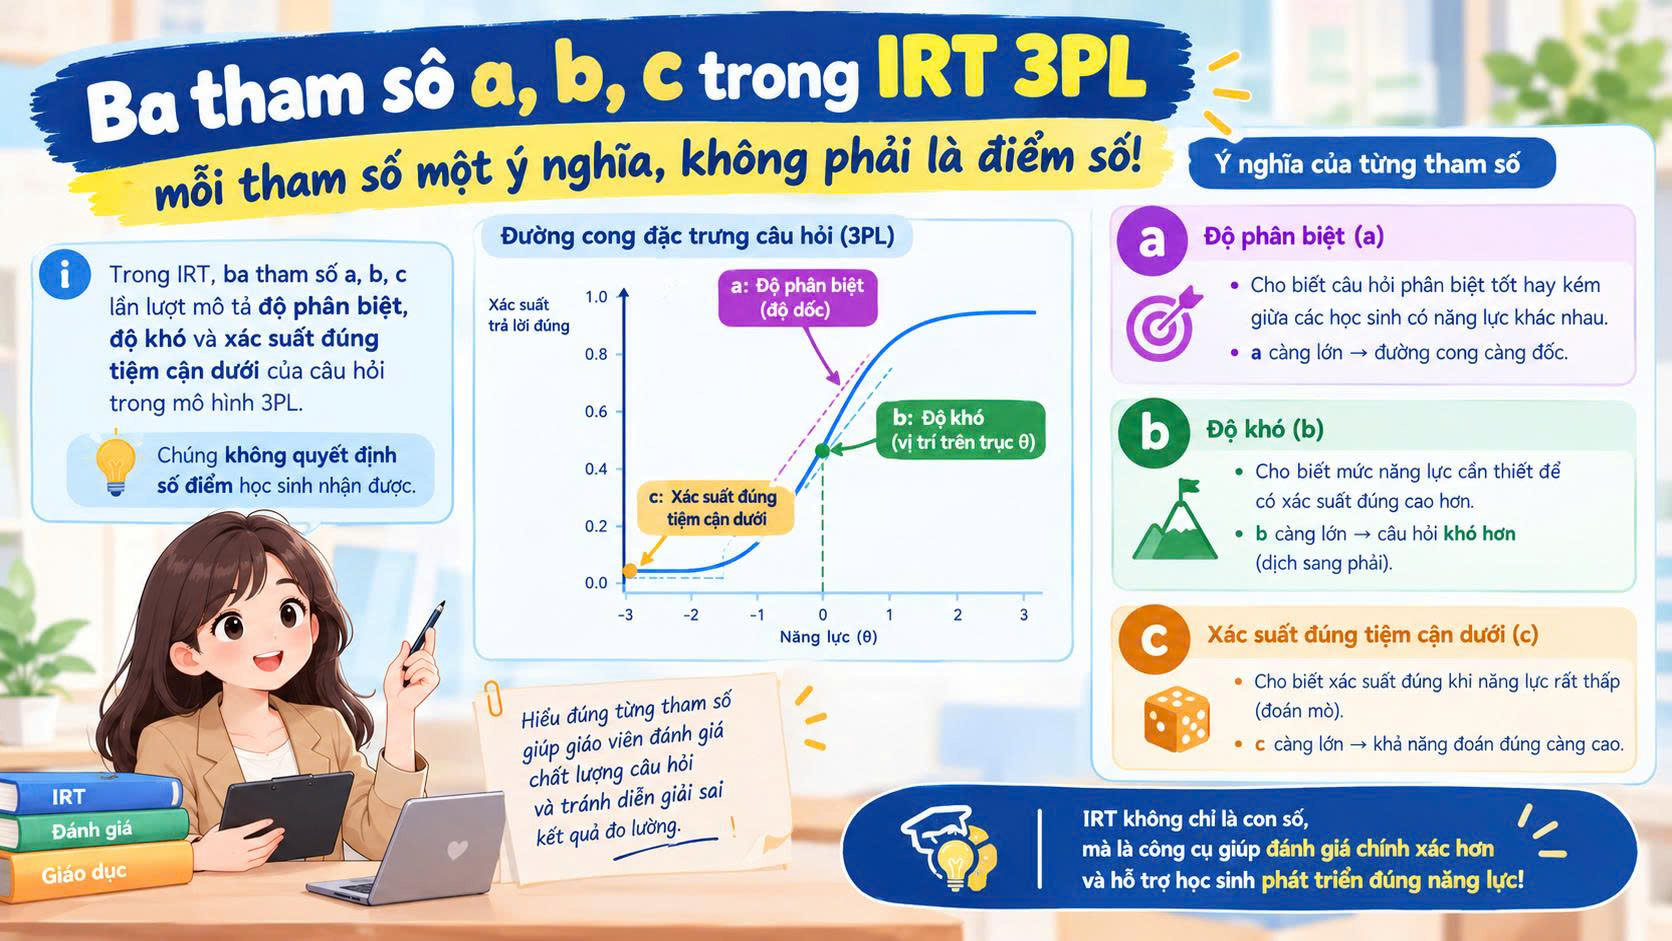 Ba tham sô a, b, c trong IRT 3PL
mỗi tham số một ý nghĩa, không phải là điểm số!
i
Trong IRT, ba tham số a, b, c
lần lượt mô tả độ phân biệt,
độ khó và xác suất đúng
tiệm cận dưới của câu hỏi
trong mô hình 3PL.
Chúng không quyết định
số điểm học sinh nhận được.
IRT
Đánh giá
Giáo dục
Đường cong đặc trưng câu hỏi (3PL)
Xác suất
trả lời đúng
1.0
0.8
0.6
0.4
0.2
0.0
a: Độ phân biệt
(độ dốc)
b: Độ khó
(vị trí trên trục θ)
c: Xác suất đúng
tiệm cận dưới
-3 -2 -1 0 1 2 3
Năng lực (θ)
Hiểu đúng từng tham số
giúp giáo viên đánh giá
chất lượng câu hỏi
và tránh diễn giải sai
kết quả đo lường.
!
Ý nghĩa của từng tham số
a
Độ phân biệt (a)
• Cho biết câu hỏi phân biệt tốt hay kém
giừa các học sinh có năng lực khác nhau.
• a càng lớn → đường cong càng đốc.
b
Độ khó (b)
• Cho biết mức năng lực cần thiết để
có xác suất đúng cao hơn.
• b càng lớn → câu hỏi khó hơn
(dịch sang phải).
c
Xác suất đúng tiệm cận dưới (c)
• Cho biết xác suất đúng khi năng lực rất thấp
(đoán mò).
• c càng lớn → khả năng đoán đúng càng cao.
IRT không chỉ là con số,
mà là công cụ giúp đánh giá chính xác hơn
và hỗ trợ học sinh phát triển đúng năng lực!